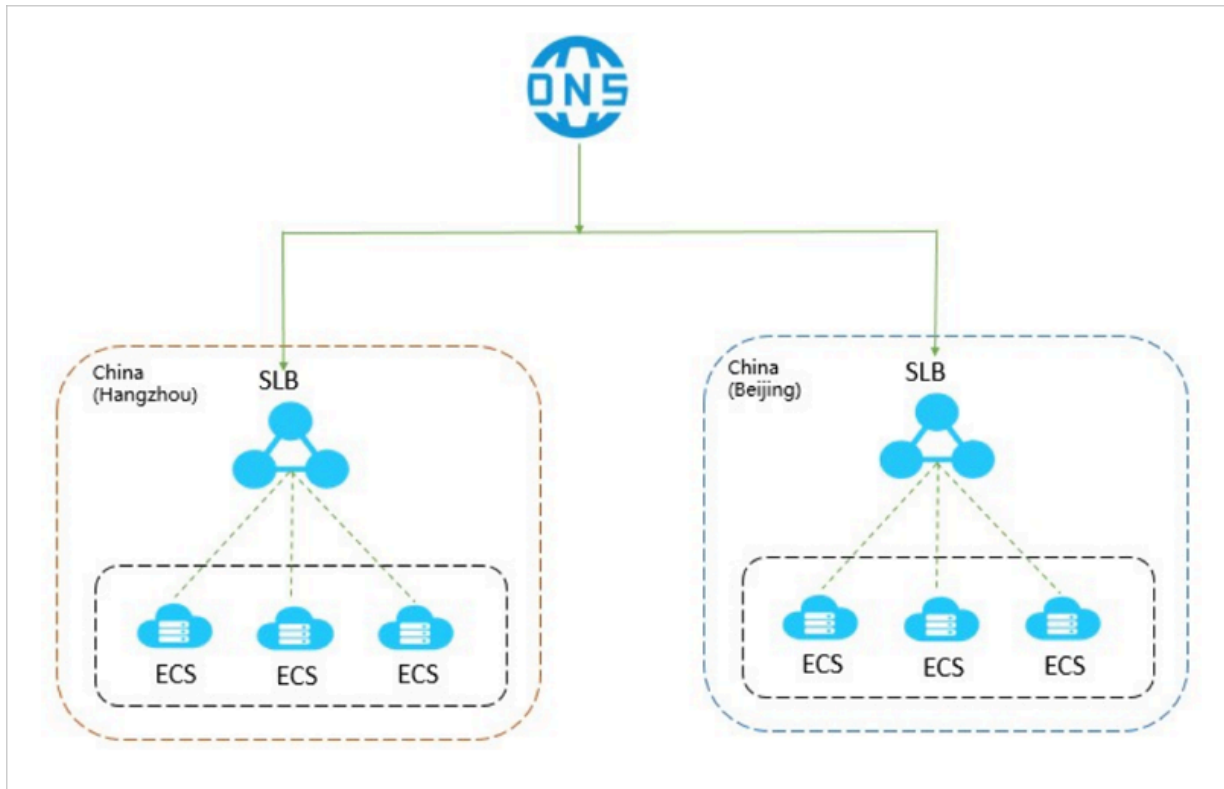 DNS
China
(Hangzhou)
SLB
China
(Beijing)
SLB
ECS
ECS
ECS
ECS
ECS
ECS